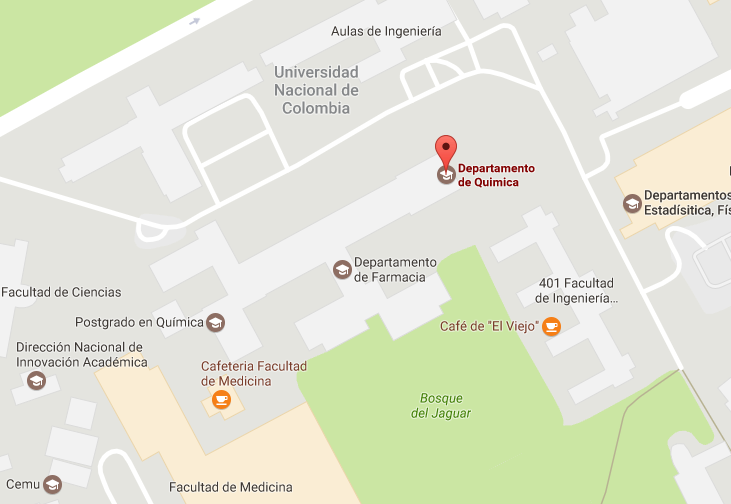 Aulas de Ingeniería
Universidad
Nacional de
Colombia
Departamento
de Quimica
Departamentos
Estadísitica, Fís
Departamento
de Farmacia
401 Facultad
de Ingeniería...
Facultad de Ciencias
Postgrado en Química
Café de "El Viejo"
Dirección Nacional de
Innovación Académica
Cafeteria Facultad
de Medicina
Bosque
del Jaguar
Cemu
Facultad de Medicina